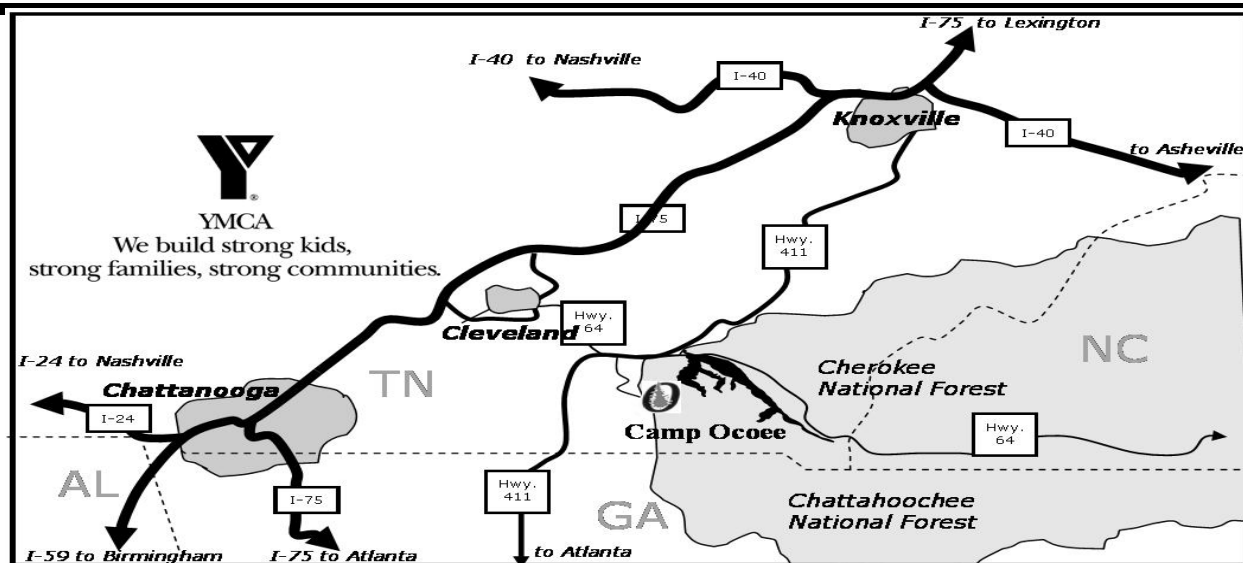 I-75 to Lexington
I-40 to Nashville
I-40
Knoxville
I-40
to Asheville
®
YMCA
We build strong kids,
strong families, strong communities.
I-75
Hwy.
411
Cleveland
Hwy.
64
NC
I-24 to Nashville
Chattanooga
TN
Cherokee
National Forest
I-24
O
Camp Ocoee
Hwy.
64
AL
I-75
Hwy.
411
GA
Chattahoochee
National Forest
I-59 to Birmingham
I-75 to Atlanta
to Atlanta